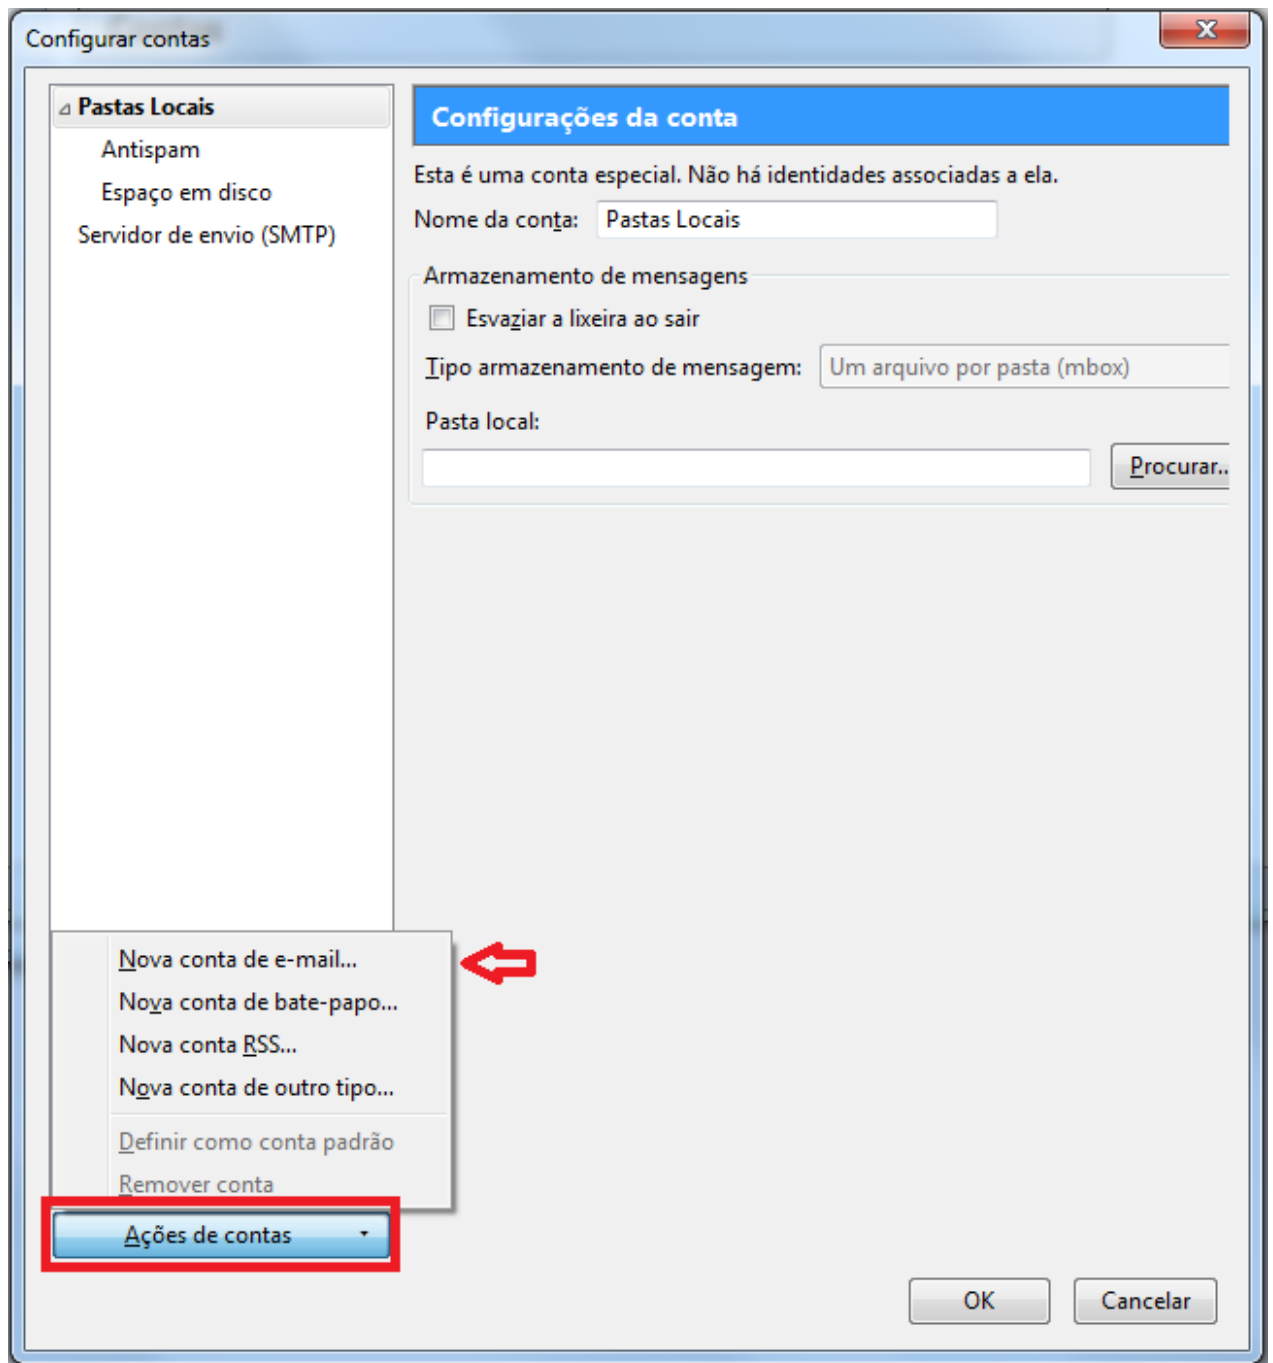 Configurar contas
Pastas Locais
Antispam
Espaço em disco
Servidor de envio (SMTP)
Configurações da conta
Esta é uma conta especial. Não há identidades associadas a ela.
Nome da conta: Pastas Locais
Armazenamento de mensagens
Esvaziar a lixeira ao sair
Tipo armazenamento de mensagem: Um arquivo por pasta (mbox)
Pasta local:
Procurar..
Nova conta de e-mail...
Nova conta de bate-papo...
Nova conta RSS...
Nova conta de outro tipo...
Definir como conta padrão
Remover conta
Ações de contas
OK Cancelar